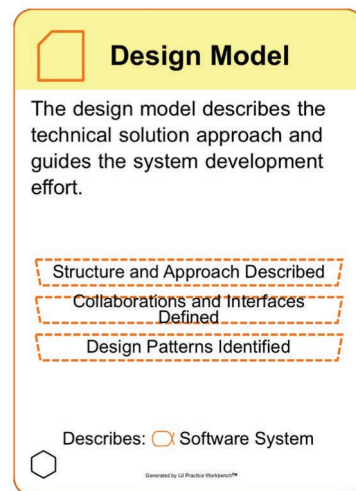 Design Model
The design model describes the
technical solution approach and
guides the system development
effort.
Structure and Approach Described
Collaborations and Interfaces
Defined
Design Patterns Identified
Describes: Software System
Generated by IJI Practice Workbench™